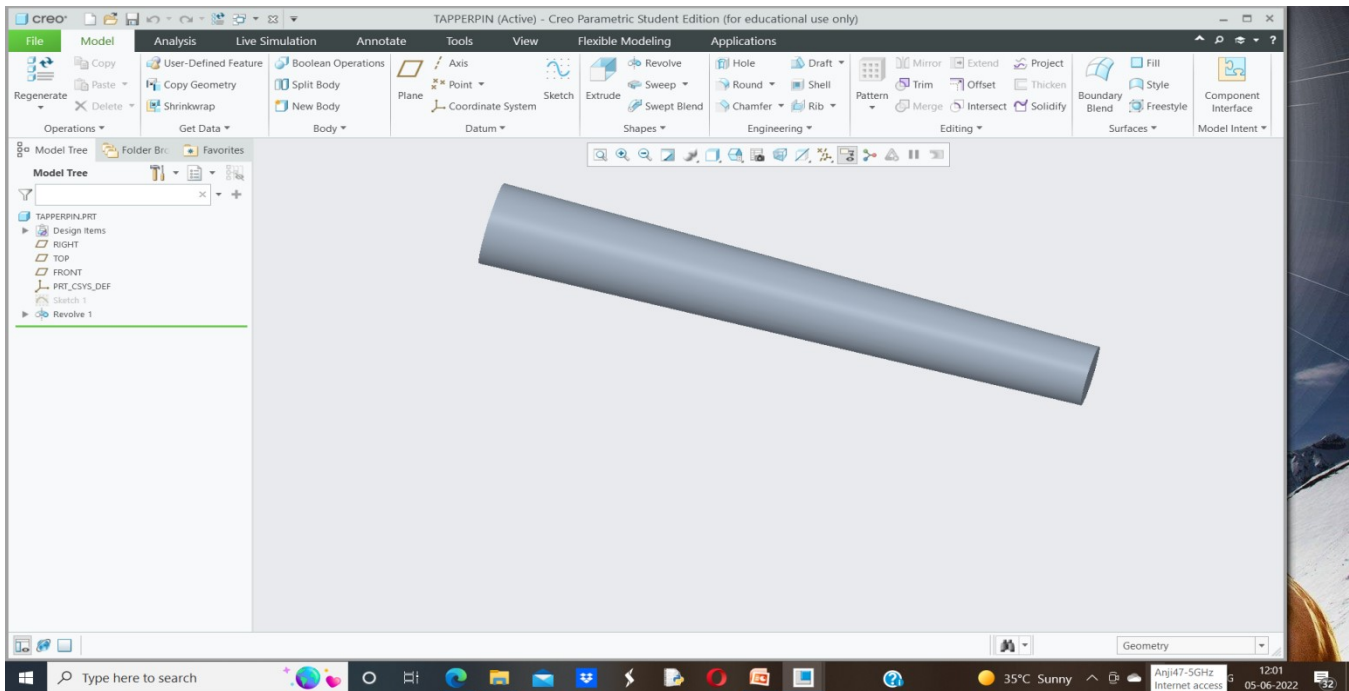 creo· TAPPERPIN (Active) - Creo Parametric Student Edition (for educational use only)
File Model Analysis Live Simulation Annotate Tools View Flexible Modeling Applications
Regenerate
Copy
Paste
Delete
Operations
User-Defined Feature
Copy Geometry
Shrinkwrap
Get Data
Boolean Operations
Split Body
New Body
Body
Plane
Axis
Point
Coordinate System
Sketch
Datum
Extrude
Revolve
Sweep
Swept Blend
Shapes
Hole
Round
Chamfer
Draft
Shell
Rib
Engineering
Pattern
Mirror
Extend
Project
Trim
Offset
Thicken
Merge
Intersect
Solidify
Editing
Boundary
Blend
Fill
Style
Freestyle
Surfaces
Component
Interface
Model Intent
Model Tree Folder Bro Favorites
Model Tree
TAPPERPIN.PRT
Design Items
RIGHT
TOP
FRONT
PRT_CSYS_DEF
Sketch 1
Revolve 1
Geometry
Type here to search
35°C Sunny
Anji47-5GHz
Internet access
G
12:01
05-06-2022
32